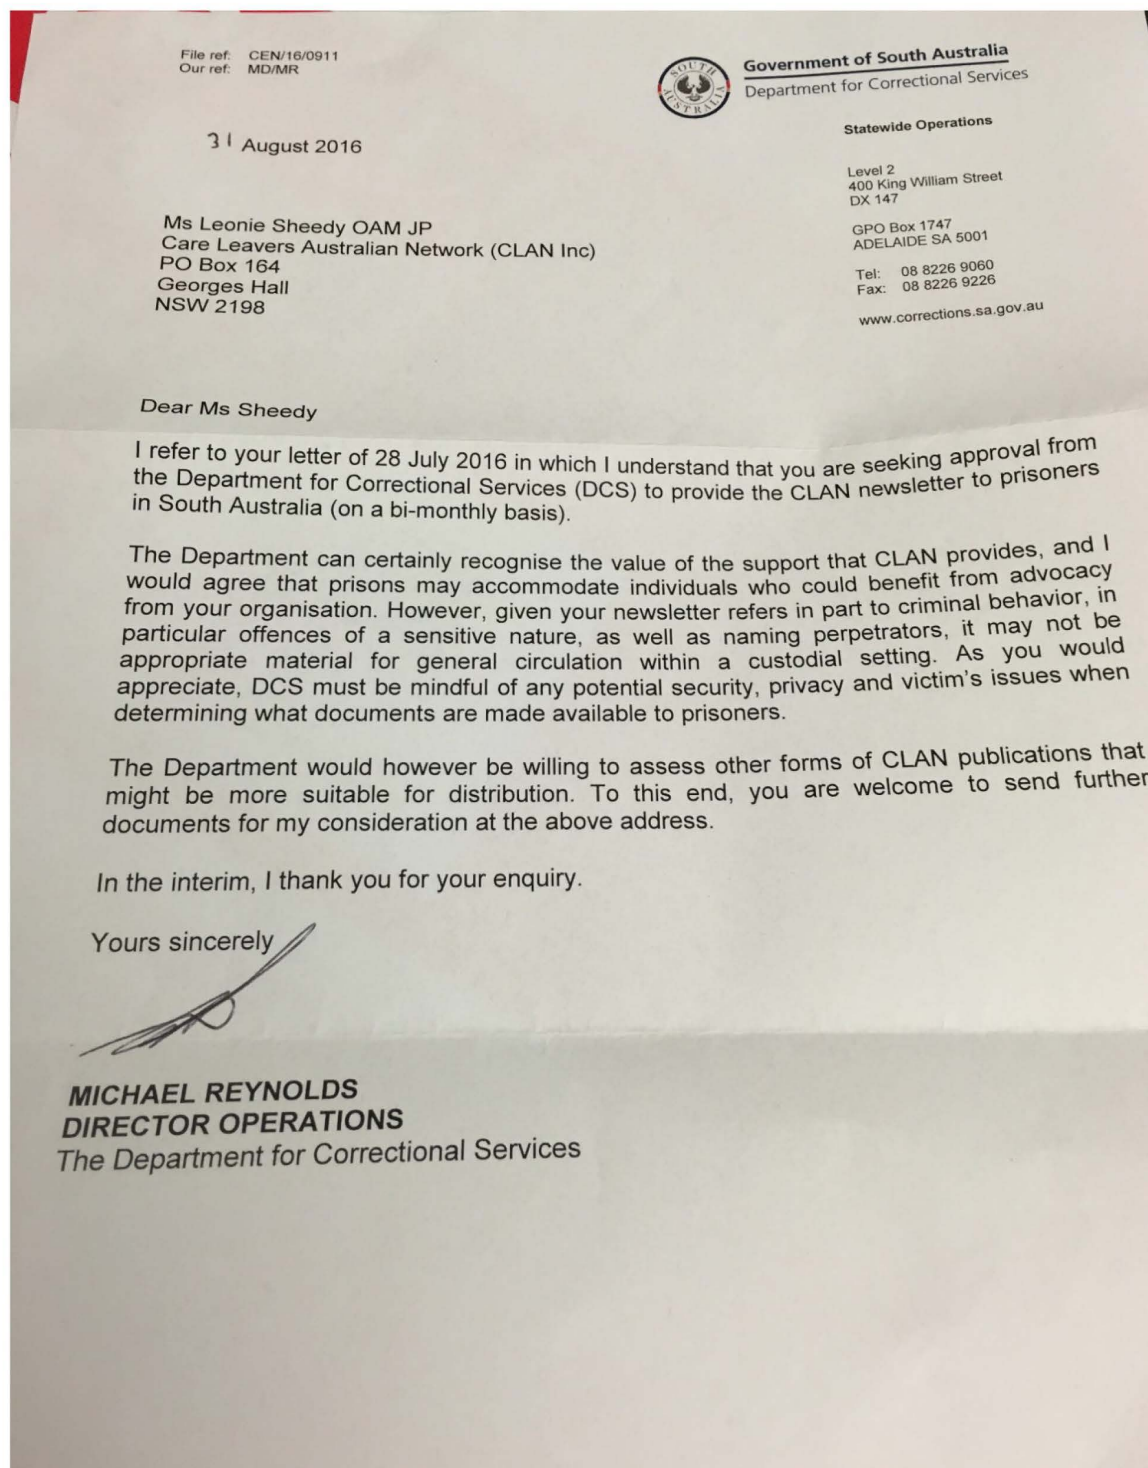 File ref: CEN/16/0911
Our ref: MD/MR
SOUTH AUSTRALIA
Government of South Australia
Department for Correctional Services
Statewide Operations
Level 2
400 King William Street
DX 147
GPO Box 1747
ADELAIDE SA 5001
Tel: 08 8226 9060
Fax: 08 8226 9226
www.corrections.sa.gov.au
31 August 2016
Ms Leonie Sheedy OAM JP
Care Leavers Australian Network (CLAN Inc)
PO Box 164
Georges Hall
NSW 2198
Dear Ms Sheedy
I refer to your letter of 28 July 2016 in which I understand that you are seeking approval from
the Department for Correctional Services (DCS) to provide the CLAN newsletter to prisoners
in South Australia (on a bi-monthly basis).
The Department can certainly recognise the value of the support that CLAN provides, and I
would agree that prisons may accommodate individuals who could benefit from advocacy
from your organisation. However, given your newsletter refers in part to criminal behavior, in
particular offences of a sensitive nature, as well as naming perpetrators, it may not be
appropriate material for general circulation within a custodial setting. As you would
appreciate, DCS must be mindful of any potential security, privacy and victim's issues when
determining what documents are made available to prisoners.
The Department would however be willing to assess other forms of CLAN publications that
might be more suitable for distribution. To this end, you are welcome to send further
documents for my consideration at the above address.
In the interim, I thank you for your enquiry.
Yours sincerely
MICHAEL REYNOLDS
DIRECTOR OPERATIONS
The Department for Correctional Services